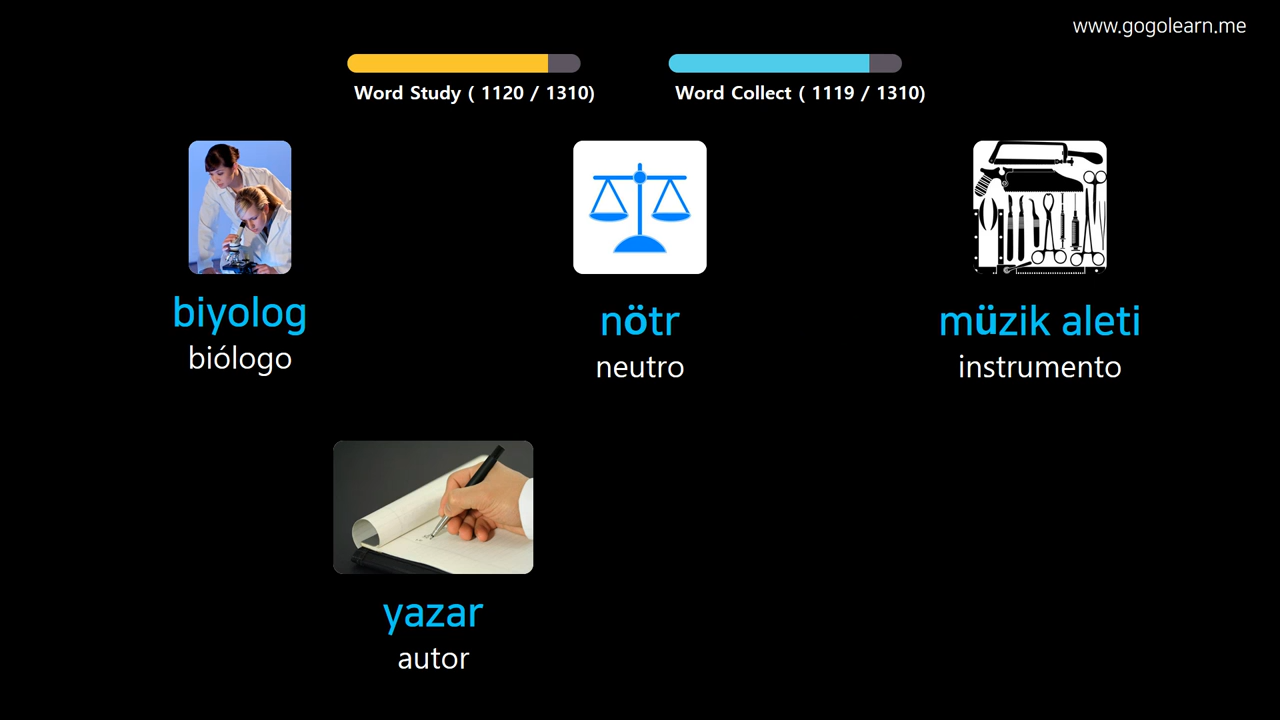 www.gogolearn.me
Word Study ( 1120 / 1310)
Word Collect ( 1119 / 1310)
biyolog
biólogo
nötr
neutro
müzik aleti
instrumento
yazar
autor